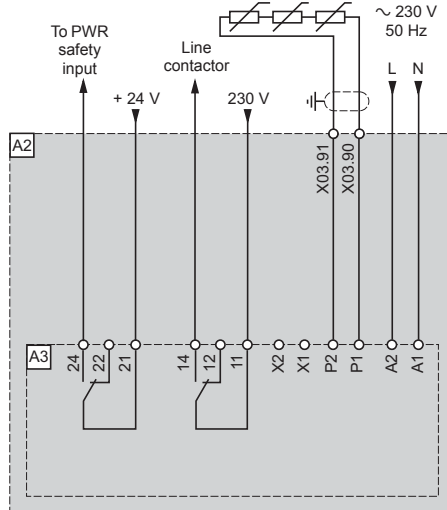 To PWR
safety
input
+ 24 V
Line
contactor
230 V
∼ 230 V
50 Hz
L
N
A2
X03.91
X03.90
A3
24
22
21
14
12
11
X2
X1
P2
P1
A2
A1